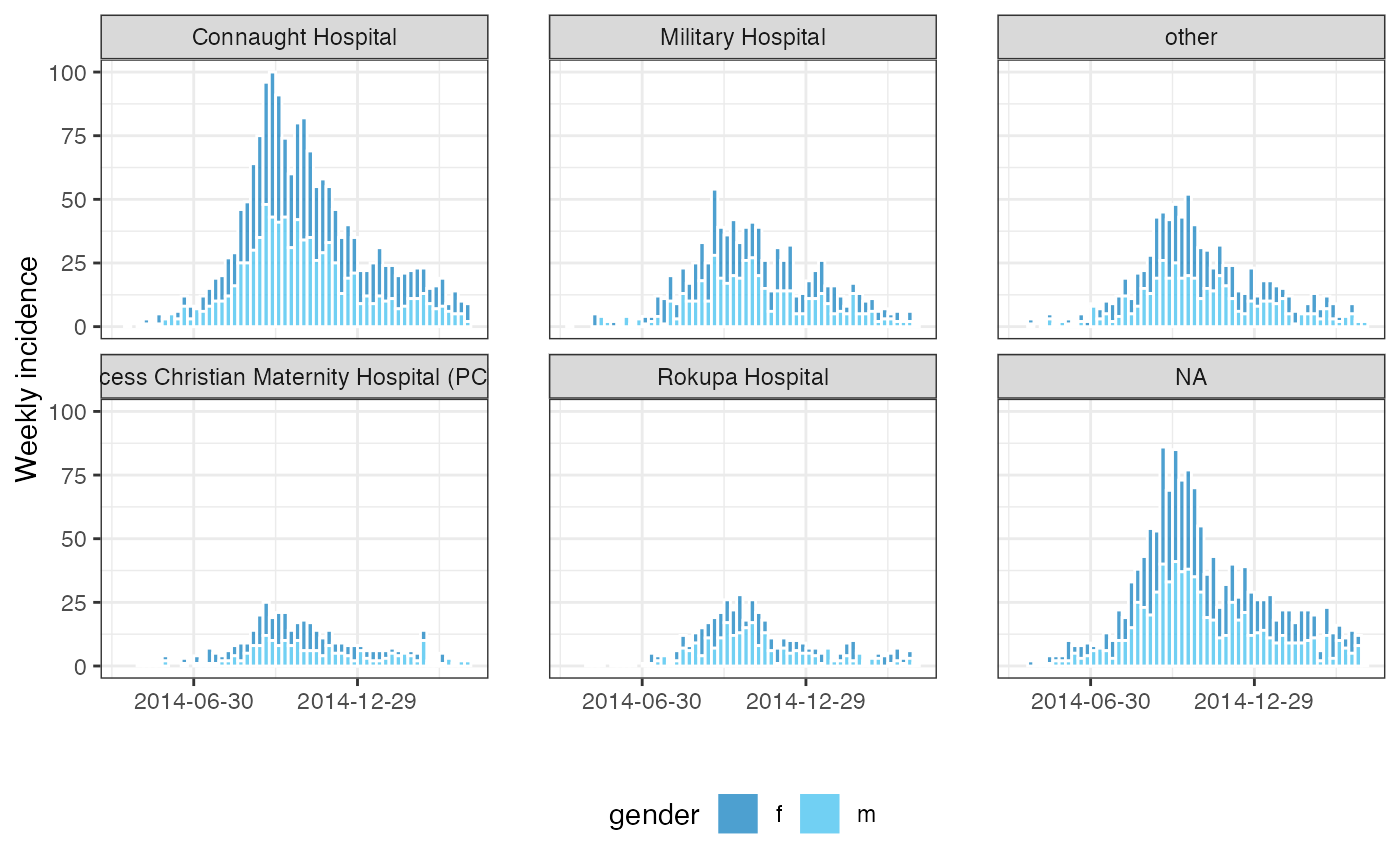 Connaught Hospital
Military Hospital
other
100
75
50
25
0
cess Christian Maternity Hospital (PC
Rokupa Hospital
NA
100
75
50
25
0
Weekly incidence
2014-06-30 2014-12-29
2014-06-30 2014-12-29
2014-06-30 2014-12-29
gender f m